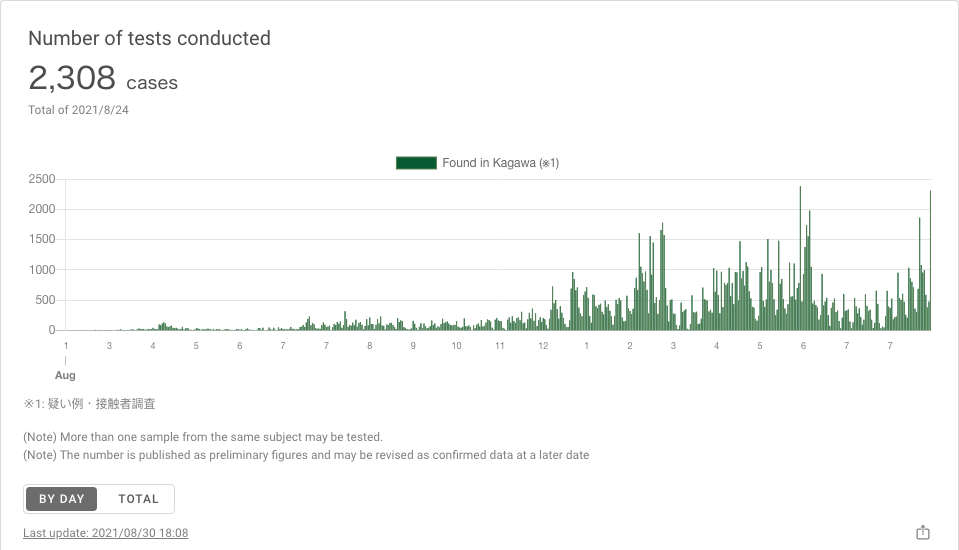 Number of tests conducted
2,308 cases
Total of 2021/8/24
Found in Kagawa (※1)
2500
2000
1500
1000
500
0
1 3 4 5 6 7 7 8 9 10 11 12 1 2 3 4 5 6 7 7
Aug
※1: 疑い例・接触者調査
(Note) More than one sample from the same subject may be tested.
(Note) The number is published as preliminary figures and may be revised as confirmed data at a later date
BY DAY TOTAL
Last update: 2021/08/30 18:08